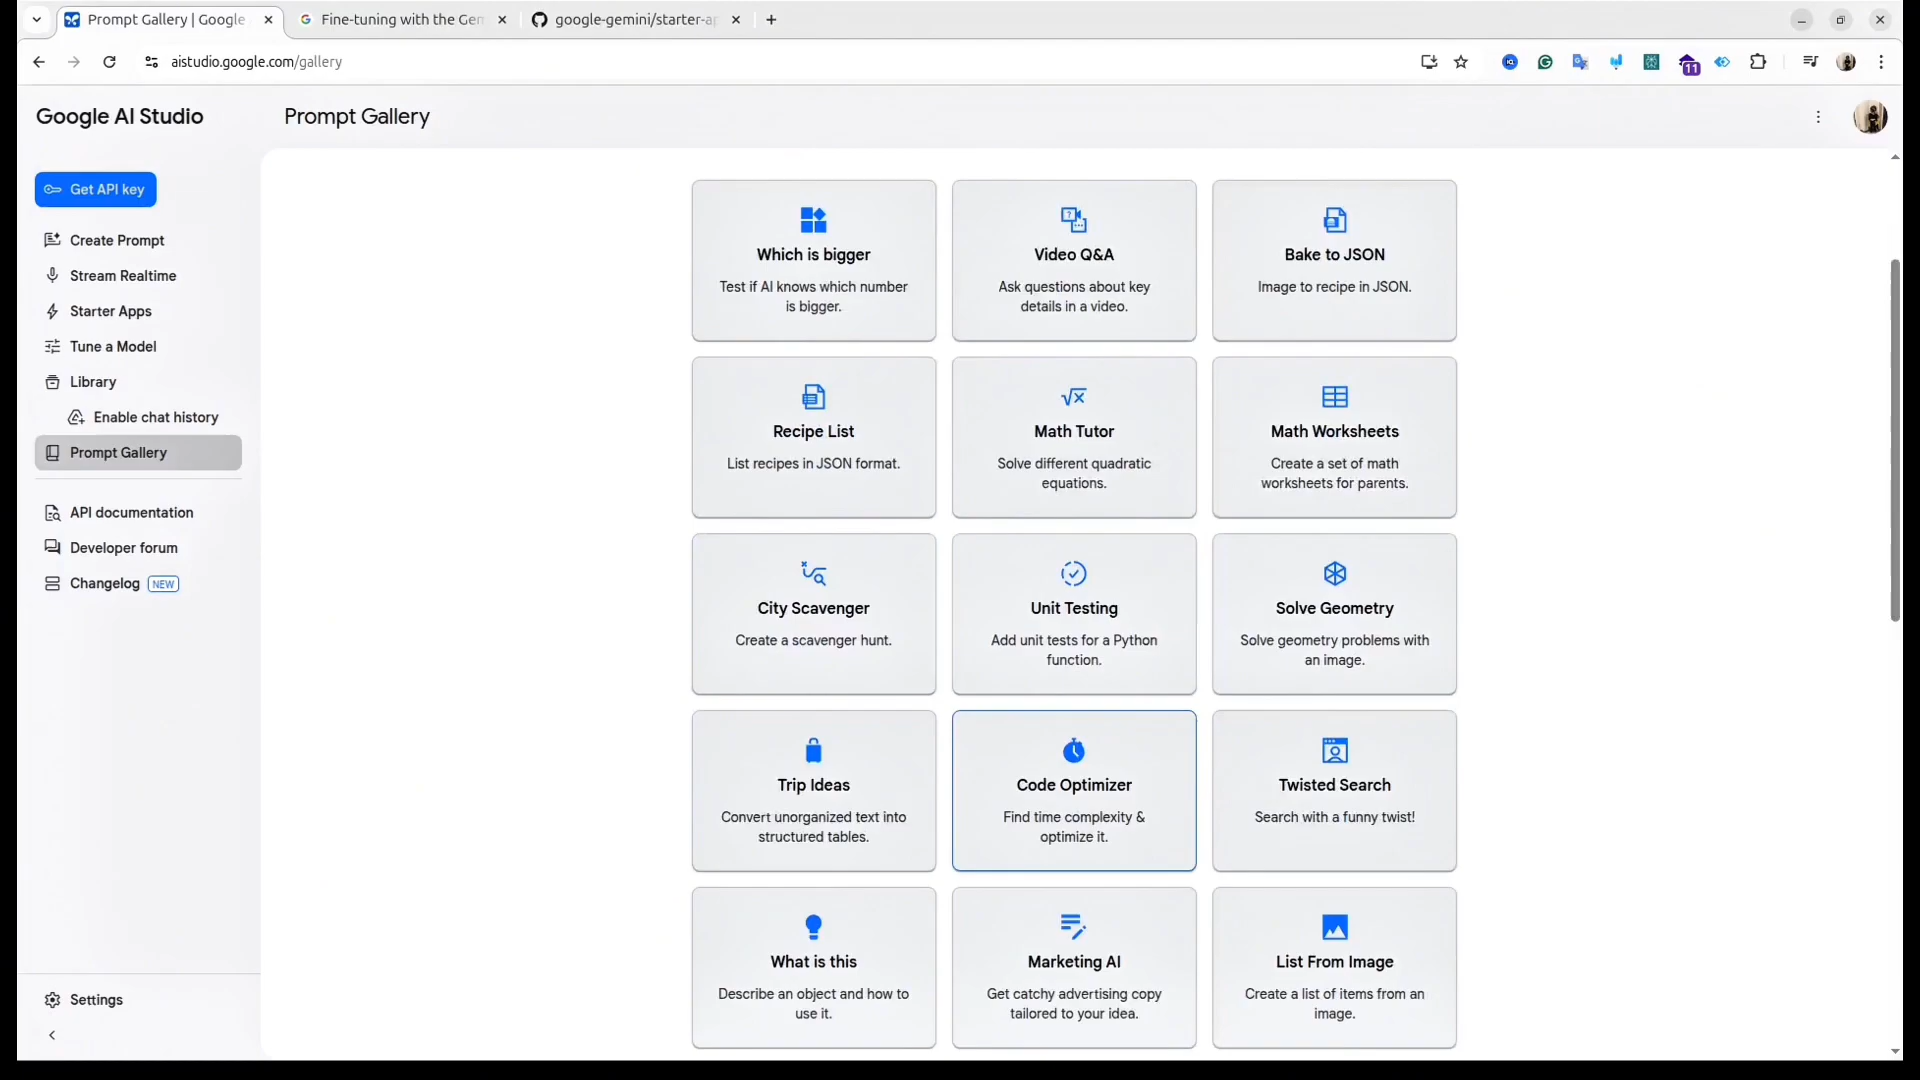 Prompt Gallery | Google
Fine-tuning with the Gem
google-gemini/starter-ap
aistudio.google.com/gallery
11
Google AI Studio
Prompt Gallery
Get API key
Create Prompt
Stream Realtime
Starter Apps
Tune a Model
Library
Enable chat history
Prompt Gallery
API documentation
Developer forum
Changelog NEW
Settings
Which is bigger
Test if AI knows which number
is bigger.
Video Q&A
Ask questions about key
details in a video.
Bake to JSON
Image to recipe in JSON.
Recipe List
List recipes in JSON format.
Math Tutor
Solve different quadratic
equations.
Math Worksheets
Create a set of math
worksheets for parents.
City Scavenger
Create a scavenger hunt.
Unit Testing
Add unit tests for a Python
function.
Solve Geometry
Solve geometry problems with
an image.
Trip Ideas
Convert unorganized text into
structured tables.
Code Optimizer
Find time complexity &
optimize it.
Twisted Search
Search with a funny twist!
What is this
Describe an object and how to
use it.
Marketing AI
Get catchy advertising copy
tailored to your idea.
List From Image
Create a list of items from an
image.